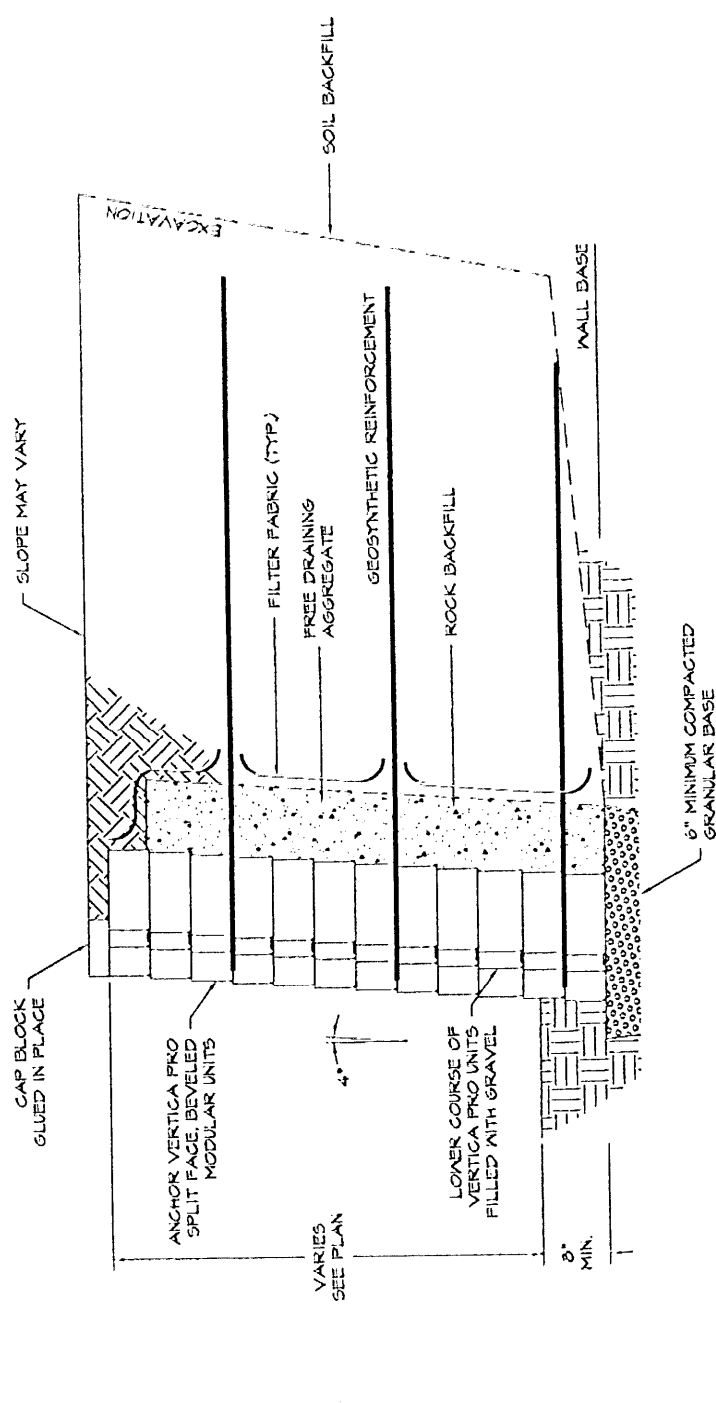 CAP BLOCK
GLUED IN PLACE
SLOPE MAY VARY
EXCAVATION
SOIL BACKFILL
ANCHOR VERTICA PRO
SPLIT FACE, BEVELED
MODULAR UNITS
FILTER FABRIC (TYP.)
FREE DRAINING
AGGREGATE
GEOSYNTHETIC REINFORCEMENT
ROCK BACKFILL
WALL BASE
VARIES
SEE PLAN
4°
LOWER COURSE OF
VERTICA PRO UNITS
FILLED WITH GRAVEL
8"
MIN.
6" MINIMUM COMPACTED
GRANULAR BASE